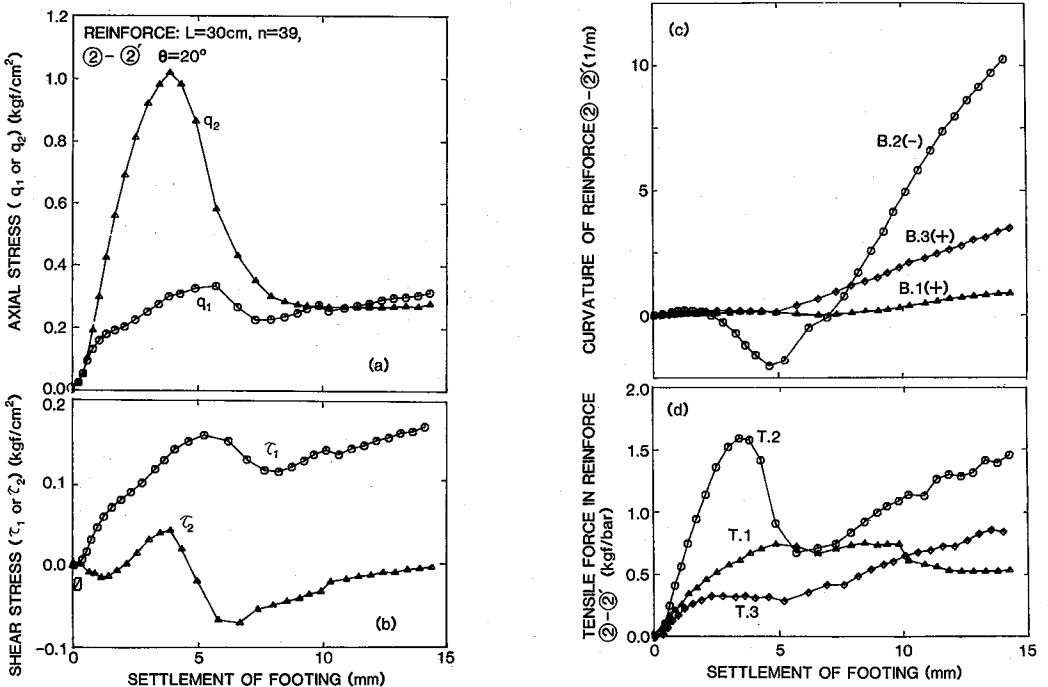 REINFORCE: L=30cm, n=39,
②-②′ θ=20°
1.2
1.0
0.8
0.6
0.4
0.2
0.0
AXIAL STRESS ( q₁ or q₂) (kgf/cm²)
q₂
q₁
(a)
0.2
0.1
0.0
-0.1
SHEAR STRESS (τ₁ or τ₂) (kgf/cm²)
τ₁
τ₂
(b)
0 5 10 15
SETTLEMENT OF FOOTING (mm)
(c)
10
5
0
CURVATURE OF REINFORCE ②-②′(1/m)
B.2(-)
B.3(+)
B.1(+)
(d)
2.0
1.5
1.0
0.5
0.0
TENSILE FORCE IN REINFORCE
②-②′ (kgf/bar)
T.2
T.1
T.3
0 5 10 15
SETTLEMENT OF FOOTING (mm)